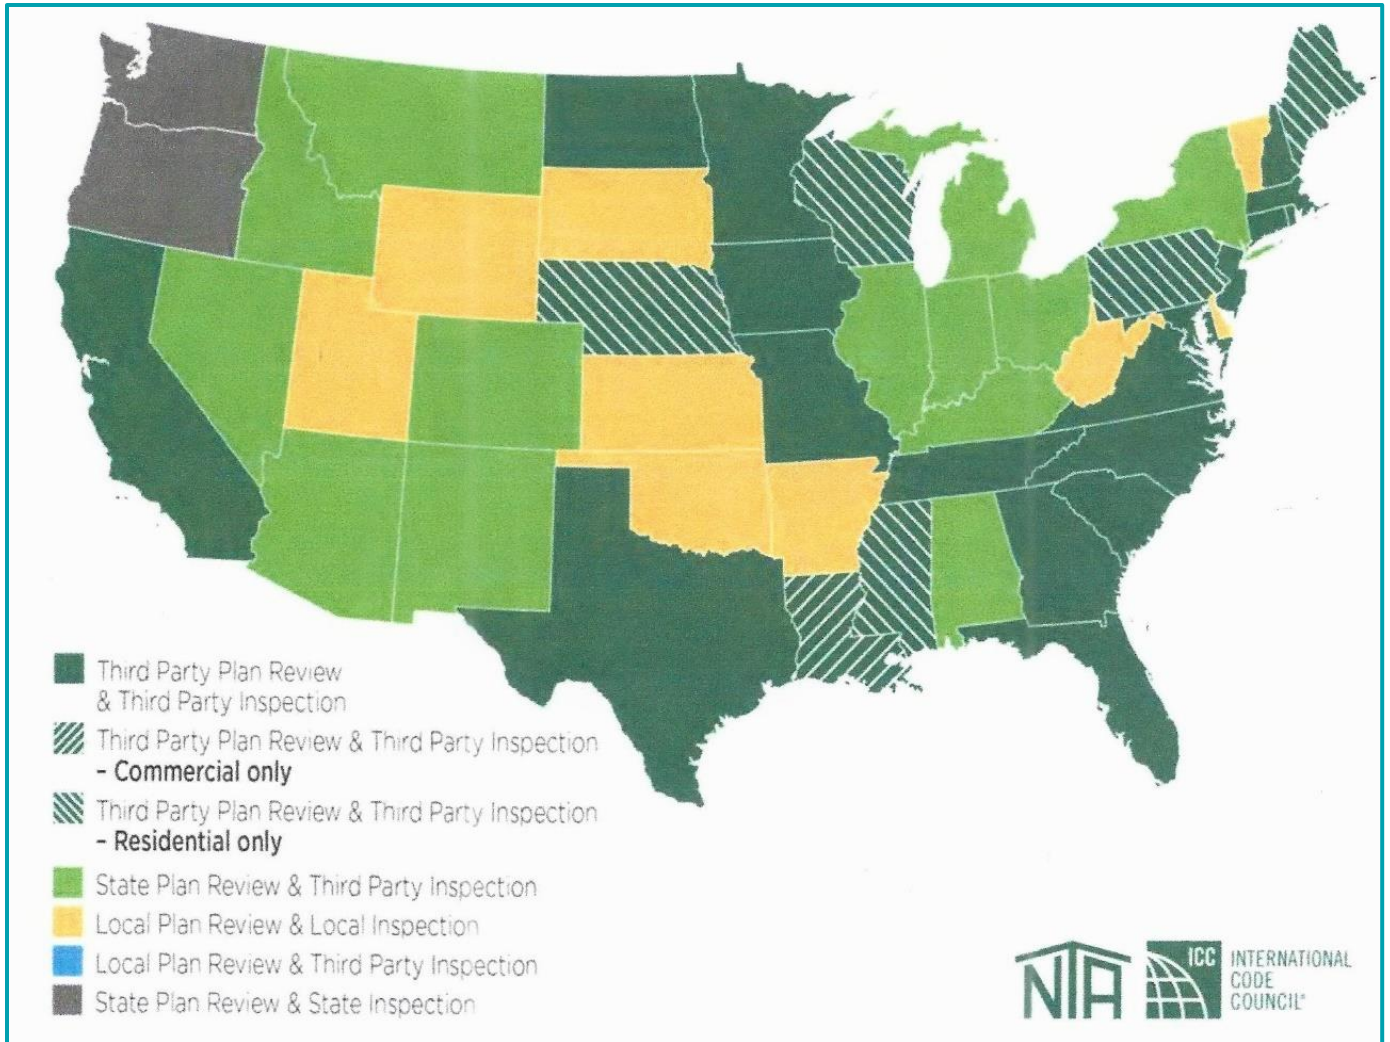 Third Party Plan Review
& Third Party Inspection
Third Party Plan Review & Third Party Inspection
- Commercial only
Third Party Plan Review & Third Party Inspection
- Residential only
State Plan Review & Third Party Inspection
Local Plan Review & Local Inspection
Local Plan Review & Third Party Inspection
State Plan Review & State Inspection
NTA
ICC
INTERNATIONAL
CODE
COUNCIL®